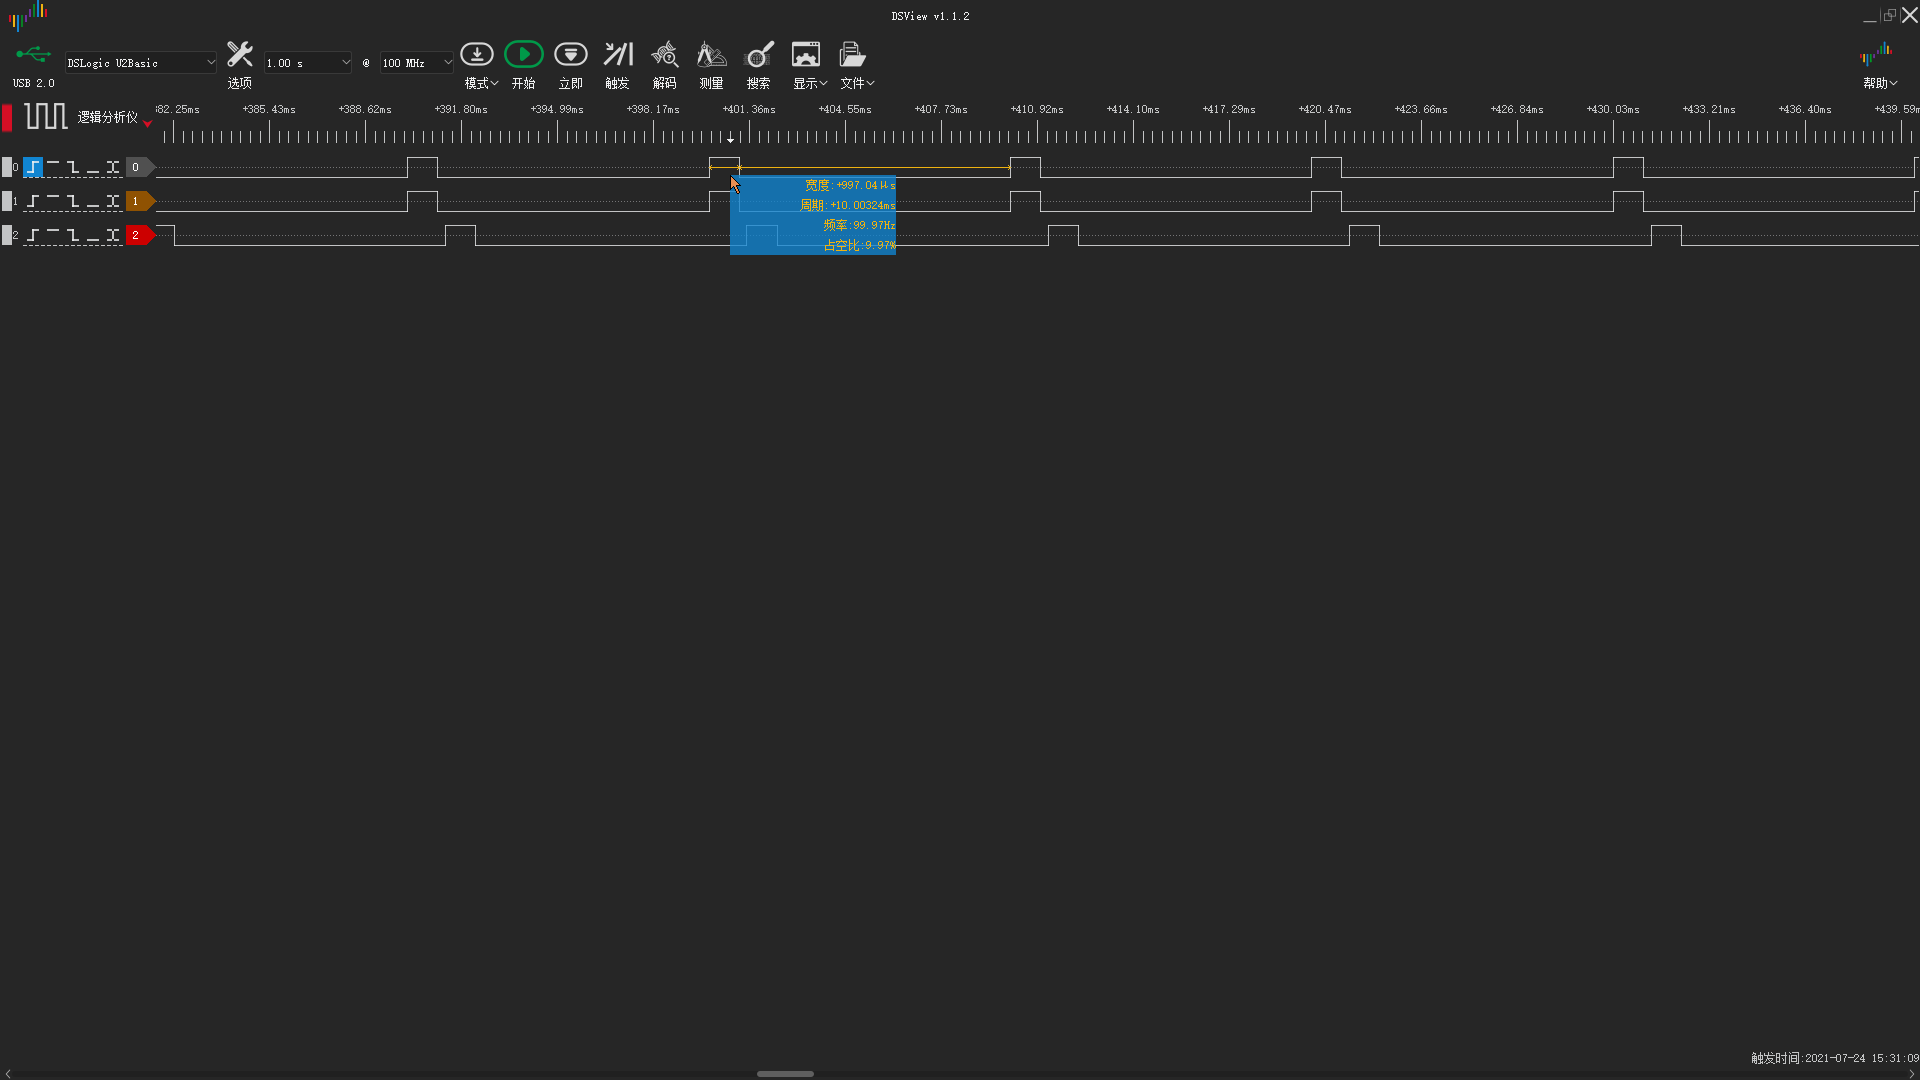 DSView v1.1.2
USB 2.0
DSLogic U2Basic
选项
1.00 s
@
100 MHz
模式
开始
立即
触发
解码
测量
搜索
显示
文件
帮助
逻辑分析仪
82.25ms +385.43ms +388.62ms +391.80ms +394.99ms +398.17ms +401.36ms +404.55ms +407.73ms +410.92ms +414.10ms +417.29ms +420.47ms +423.66ms +426.84ms +430.03ms +433.21ms +436.40ms +439.59m
0 0
1 1
2 2
宽度:+997.04μs
周期:+10.00324ms
频率:99.97Hz
占空比:9.97%
触发时间:2021-07-24 15:31:09